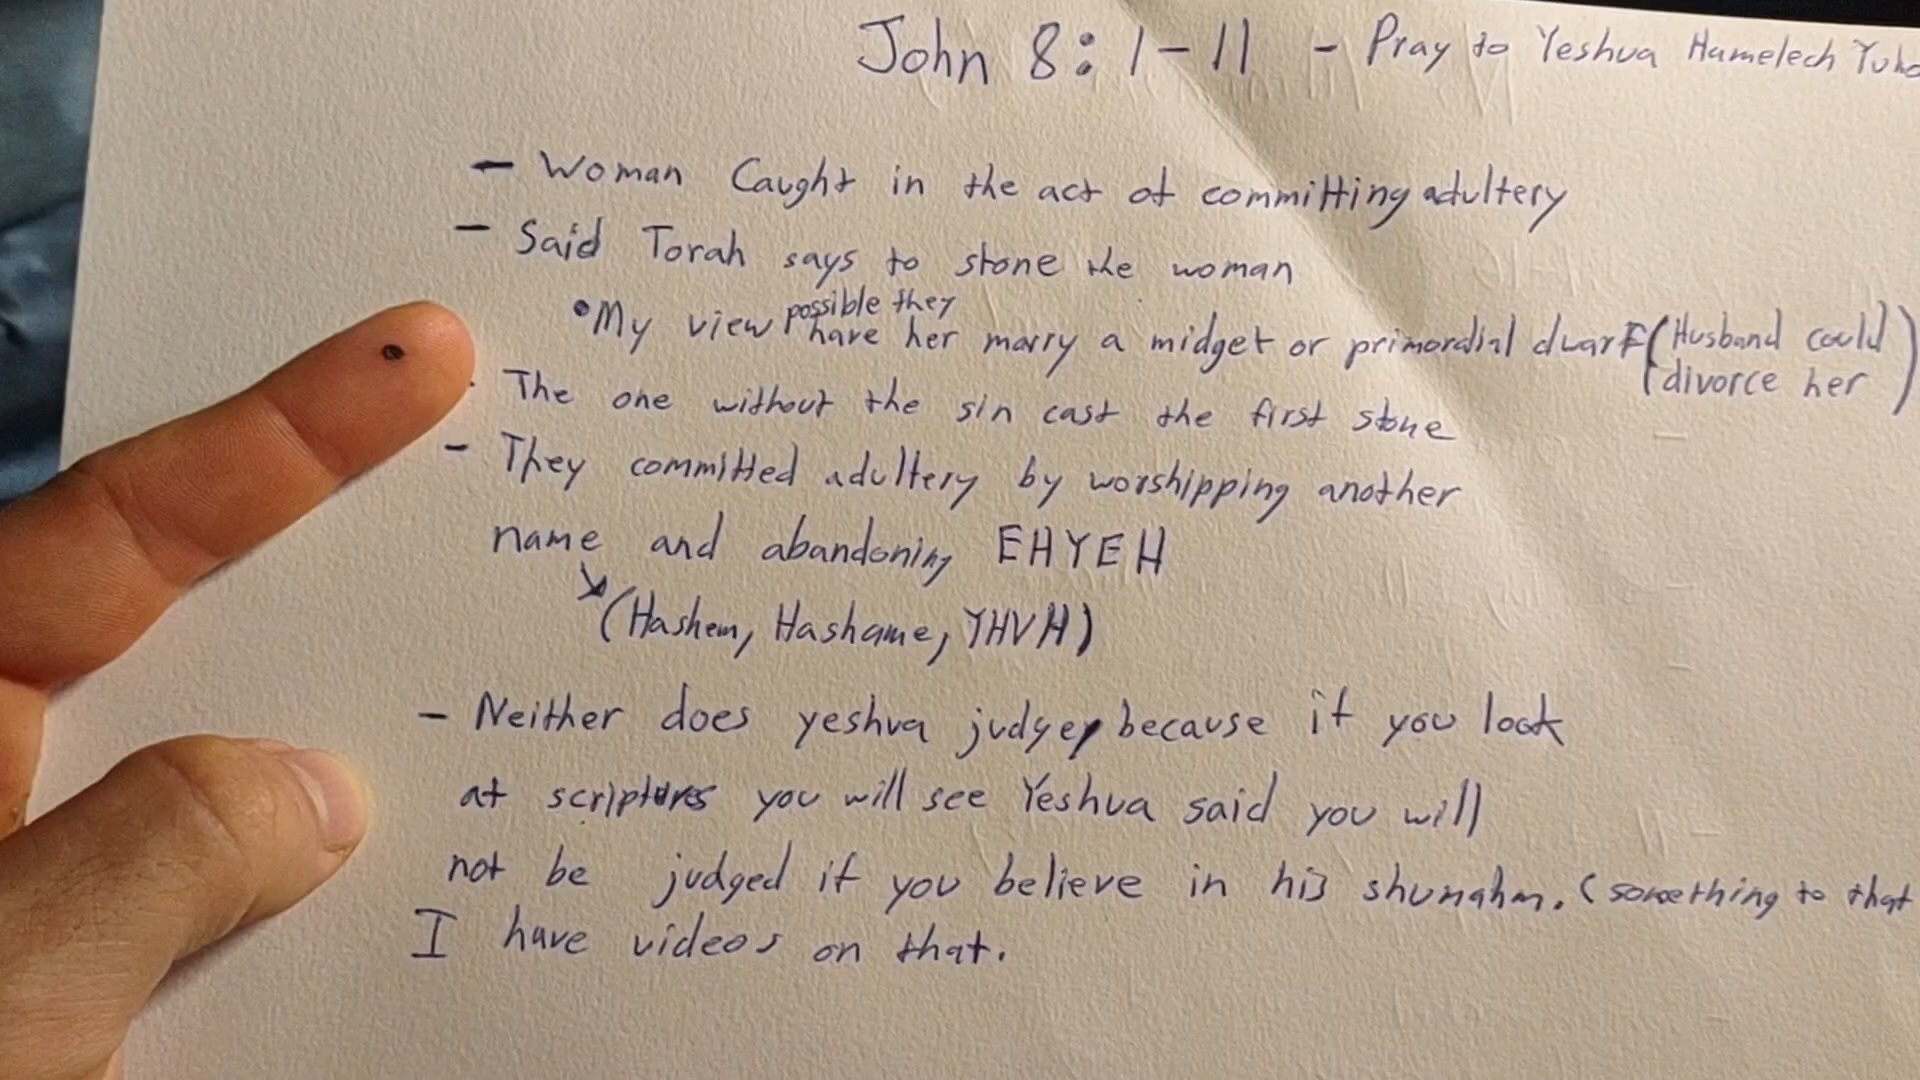 John 8:1-11 - Pray to Yeshua Hamelech
- Woman Caught in the act of committing adultery
- Said Torah says to stone the woman
• My view possible they have her marry a midget or primordial dwarf (Husband could divorce her)
The one without the sin cast the first stone
- They committed adultery by worshipping another
name and abandoning EHYEH
(Hashem, Hashame, YHVH)
- Neither does yeshua judge, because if you look
at scriptures you will see Yeshua said you will
not be judged if you believe in his shumahm. (something to that
I have videos on that.